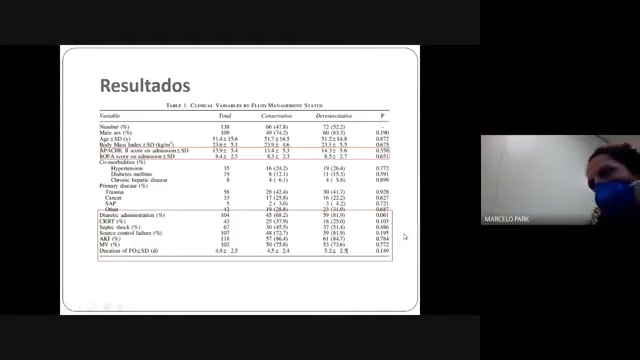 Resultados
TABLE 1. CLINICAL VARIABLES BY FLUID MANAGEMENT STATUS
Variable Total Conservative Deresuscitative P
Number (%) 138 66 (47.8) 72 (52.2) –
Male sex (%) 109 49 (74.2) 60 (83.3) 0.190
Age±SD (y) 51.4±15.6 51.7±16.5 51.2±14.8 0.872
Body Mass Index±SD (kg/m²) 23.6± 5.1 23.9± 4.6 23.3± 5.5 0.675
APACHE II score on admission±SD 13.9± 5.4 13.4± 5.3 14.3± 5.6 0.358
SOFA score on admission±SD 8.4± 2.5 8.3± 2.3 8.5± 2.7 0.651
Co-morbidities (%)
Hypertension 35 16 (24.2) 19 (26.4) 0.772
Diabetes mellitus 19 8 (12.1) 11 (15.3) 0.591
Chronic hepatic disease 8 4 ( 6.1) 4 ( 5.6) 0.899
Primary disease (%)
Trauma 58 28 (42.4) 30 (41.7) 0.928
Cancer 33 17 (25.8) 16 (22.2) 0.627
SAP 5 2 ( 3.0) 3 ( 4.2) 0.721
Other 42 19 (28.8) 23 (31.9) 0.687
Diuretic administration (%) 104 45 (68.2) 59 (81.9) 0.061
CRRT (%) 43 25 (37.9) 18 (25.0) 0.103
Septic shock (%) 67 30 (45.5) 37 (51.4) 0.486
Source control failure (%) 107 48 (72.7) 59 (81.9) 0.195
AKI (%) 118 57 (86.4) 61 (84.7) 0.784
MV (%) 103 50 (75.8) 53 (73.6) 0.772
Duration of FO±SD (d) 4.9± 2.5 4.5± 2.4 5.2± 2.5 0.149
MARCELO PARK